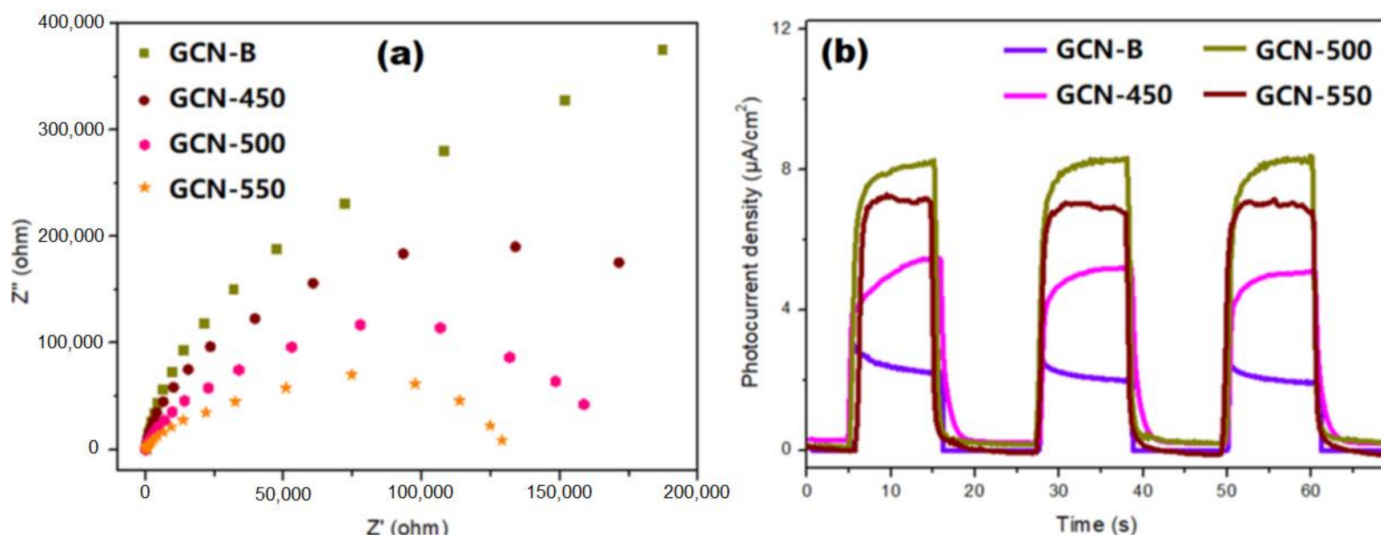 (a)
GCN-B
GCN-450
GCN-500
GCN-550
400,000
300,000
200,000
100,000
0
Z" (ohm)
0 50,000 100,000 150,000 200,000
Z' (ohm)
(b)
GCN-B GCN-500
GCN-450 GCN-550
12
8
4
0
Photocurrent density (µA/cm²)
0 10 20 30 40 50 60
Time (s)